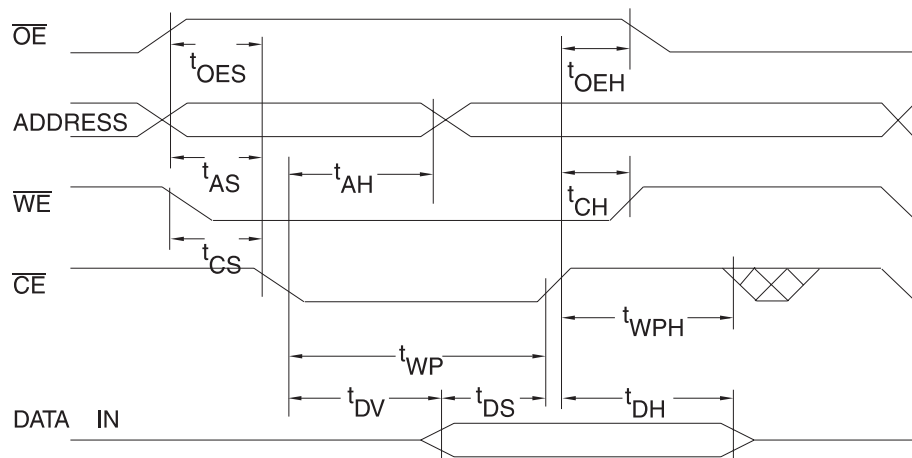 OE
tOES
tOEH
ADDRESS
tAS
tAH
tCH
WE
tCS
CE
tWPH
tWP
tDV
tDS
tDH
DATA IN